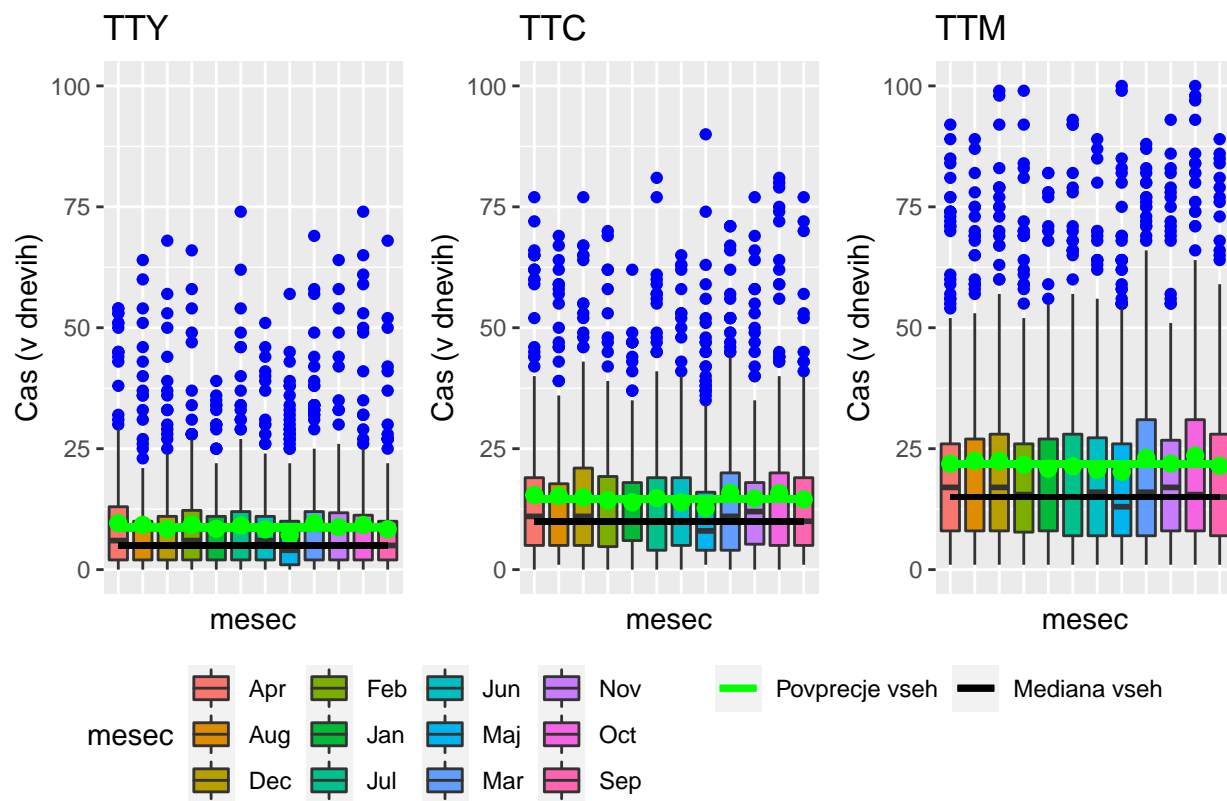 TTY
TTC
TTM
Cas (v dnevih)
100
75
50
25
0
mesec
Cas (v dnevih)
100
75
50
25
0
mesec
Cas (v dnevih)
100
75
50
25
0
mesec
mesec
Apr
Aug
Dec
Feb
Jan
Jul
Jun
Maj
Mar
Nov
Oct
Sep
Povprecje vseh
Mediana vseh